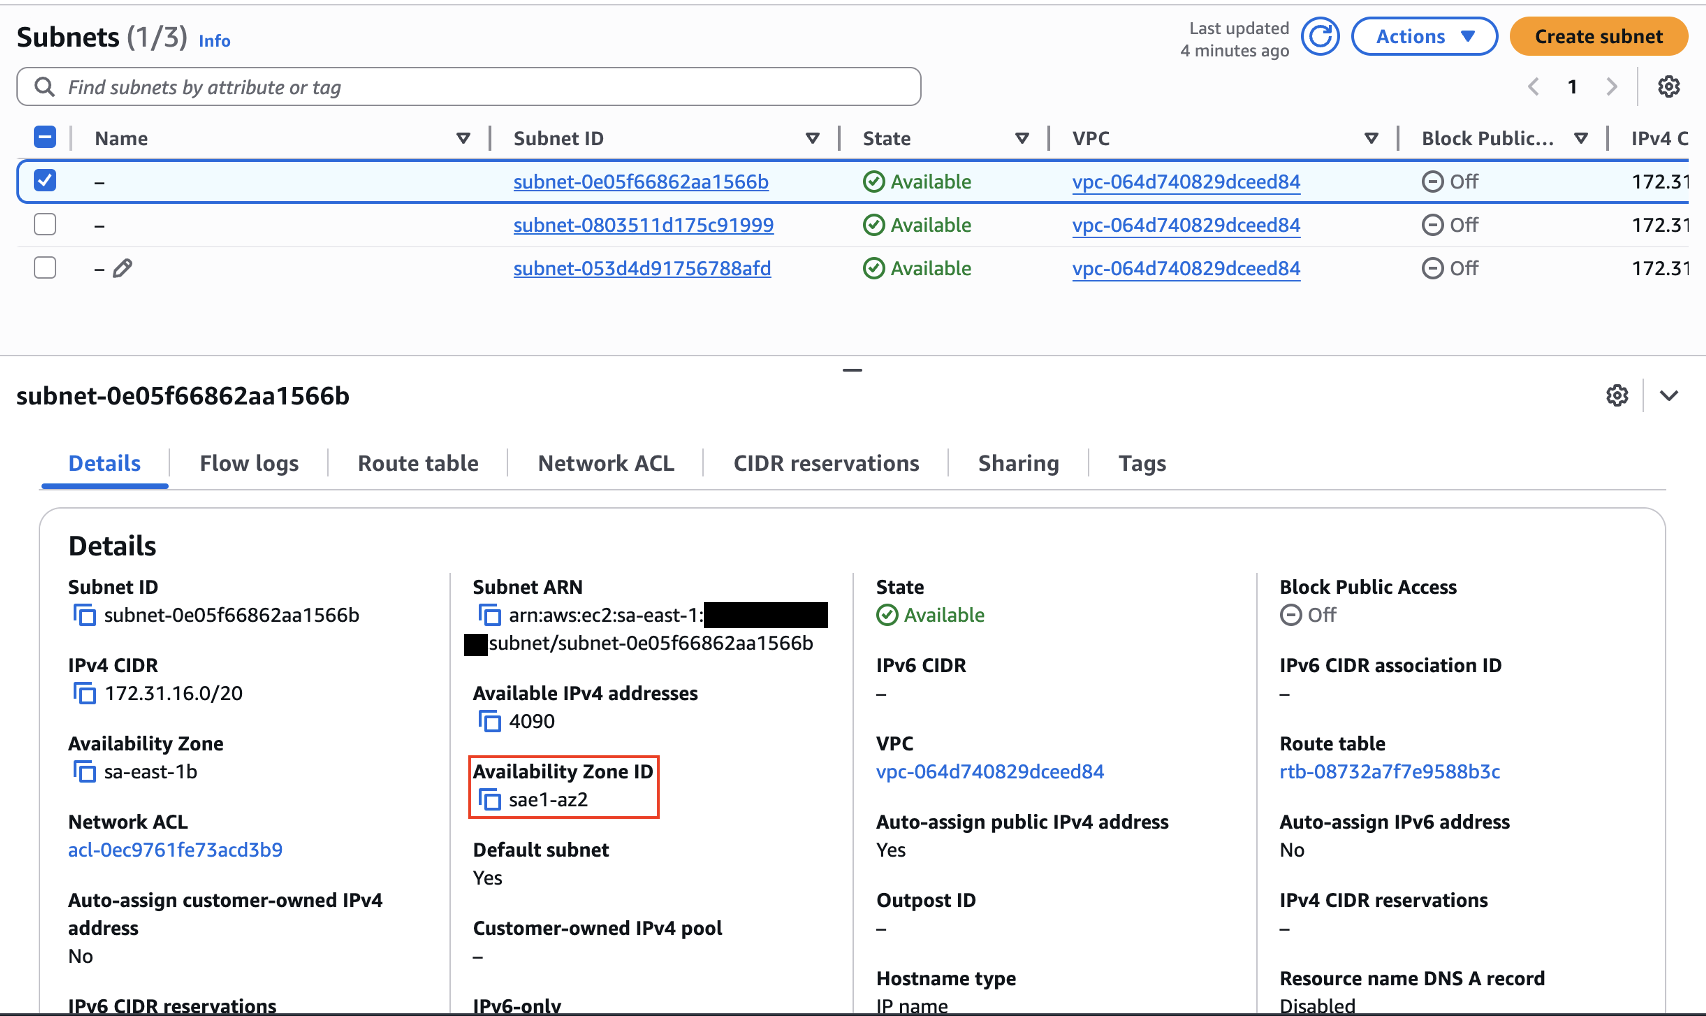 Subnets (1/3) Info
Last updated
4 minutes ago
Actions
Create subnet
Find subnets by attribute or tag
1
Name
Subnet ID
State
VPC
Block Public...
IPv4 C
–
subnet-0e05f66862aa1566b
Available
vpc-064d740829dceed84
Off
172.31
–
subnet-0803511d175c91999
Available
vpc-064d740829dceed84
Off
172.31
–
subnet-053d4d91756788afd
Available
vpc-064d740829dceed84
Off
172.31
subnet-0e05f66862aa1566b
Details
Flow logs
Route table
Network ACL
CIDR reservations
Sharing
Tags
Details
Subnet ID
subnet-0e05f66862aa1566b
IPv4 CIDR
172.31.16.0/20
Availability Zone
sa-east-1b
Network ACL
acl-0ec9761fe73acd3b9
Auto-assign customer-owned IPv4
address
No
IPv6 CIDR reservations
Subnet ARN
arn:aws:ec2:sa-east-1:
subnet/subnet-0e05f66862aa1566b
Available IPv4 addresses
4090
Availability Zone ID
sae1-az2
Default subnet
Yes
Customer-owned IPv4 pool
–
IPv6-only
State
Available
IPv6 CIDR
–
VPC
vpc-064d740829dceed84
Auto-assign public IPv4 address
Yes
Outpost ID
–
Hostname type
IP name
Block Public Access
Off
IPv6 CIDR association ID
–
Route table
rtb-08732a7f7e9588b3c
Auto-assign IPv6 address
No
IPv4 CIDR reservations
–
Resource name DNS A record
Disabled